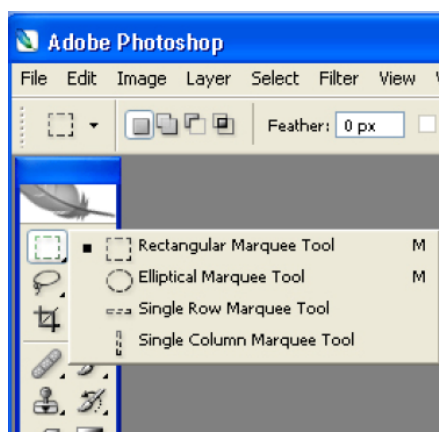 Adobe Photoshop
File Edit Image Layer Select Filter View
Feather: 0 px
Rectangular Marquee Tool M
Elliptical Marquee Tool M
Single Row Marquee Tool
Single Column Marquee Tool